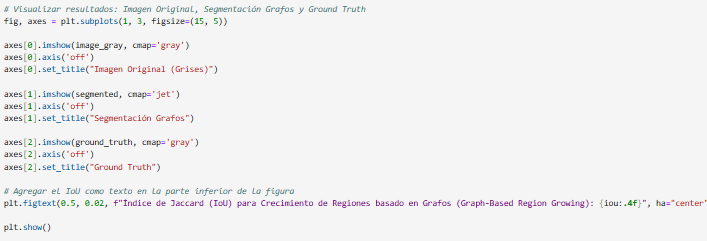 # Visualizar resultados: Imagen Original, Segmentación Grafos y Ground Truth
fig, axes = plt.subplots(1, 3, figsize=(15, 5))
axes[0].imshow(image_gray, cmap='gray')
axes[0].axis('off')
axes[0].set_title("Imagen Original (Grises)")
axes[1].imshow(segmented, cmap='jet')
axes[1].axis('off')
axes[1].set_title("Segmentación Grafos")
axes[2].imshow(ground_truth, cmap='gray')
axes[2].axis('off')
axes[2].set_title("Ground Truth")
# Agregar el IoU como texto en la parte inferior de la figura
plt.figtext(0.5, 0.02, f"Índice de Jaccard (IoU) para Crecimiento de Regiones basado en Grafos (Graph-Based Region Growing): {iou:.4f}", ha="center"
plt.show()